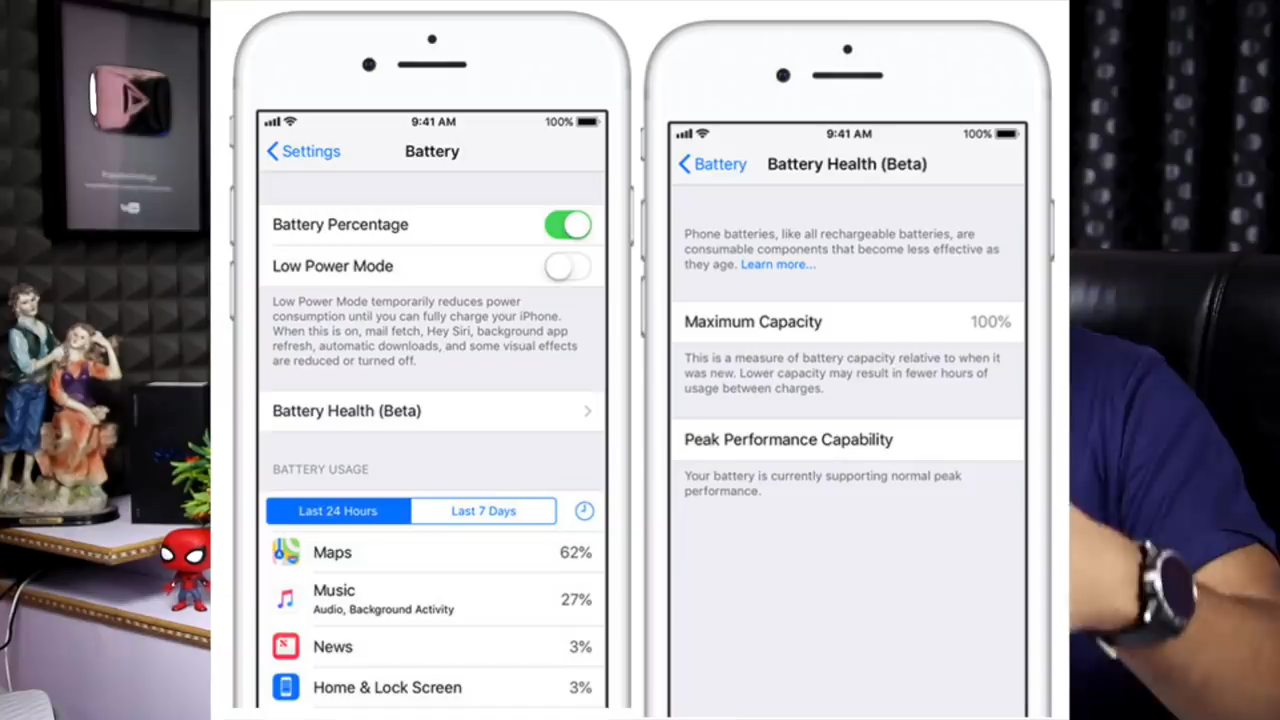 9:41 AM
100%
Settings
Battery
Battery Percentage
Low Power Mode
Low Power Mode temporarily reduces power
consumption until you can fully charge your iPhone.
When this is on, mail fetch, Hey Siri, background app
refresh, automatic downloads, and some visual effects
are reduced or turned off.
Battery Health (Beta)
BATTERY USAGE
Last 24 Hours
Last 7 Days
Maps
62%
Music
27%
Audio, Background Activity
News
3%
Home & Lock Screen
3%
9:41 AM
100%
Battery
Battery Health (Beta)
Phone batteries, like all rechargeable batteries, are
consumable components that become less effective as
they age. Learn more...
Maximum Capacity
100%
This is a measure of battery capacity relative to when it
was new. Lower capacity may result in fewer hours of
usage between charges.
Peak Performance Capability
Your battery is currently supporting normal peak
performance.